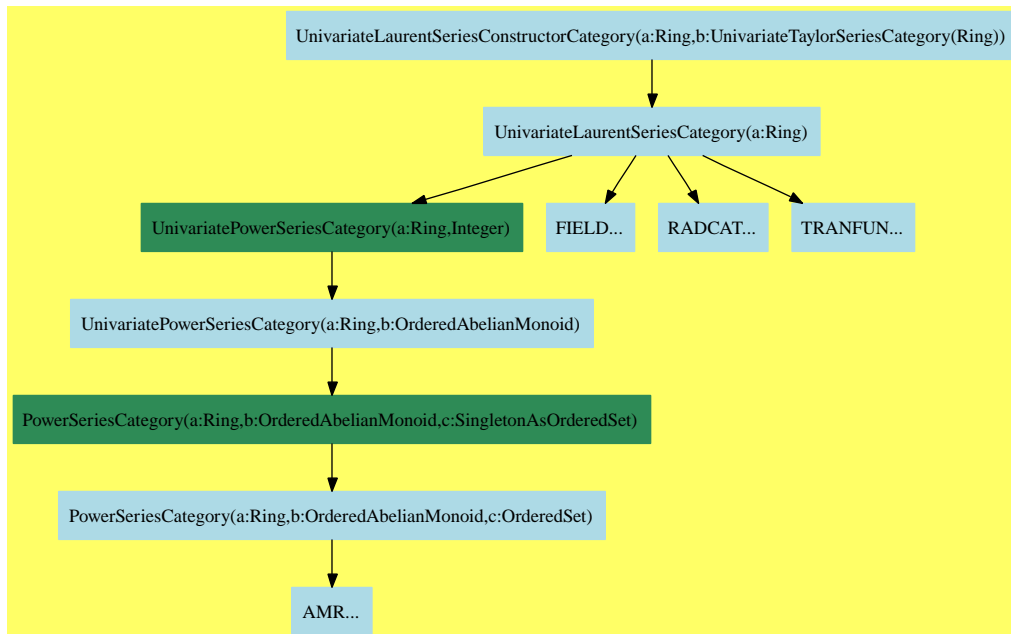 UnivariateLaurentSeriesConstructorCategory(a:Ring,b:UnivariateTaylorSeriesCategory(Ring))
UnivariateLaurentSeriesCategory(a:Ring)
UnivariatePowerSeriesCategory(a:Ring,Integer)
FIELD...
RADCAT...
TRANFUN...
UnivariatePowerSeriesCategory(a:Ring,b:OrderedAbelianMonoid)
PowerSeriesCategory(a:Ring,b:OrderedAbelianMonoid,c:SingletonAsOrderedSet)
PowerSeriesCategory(a:Ring,b:OrderedAbelianMonoid,c:OrderedSet)
AMR...